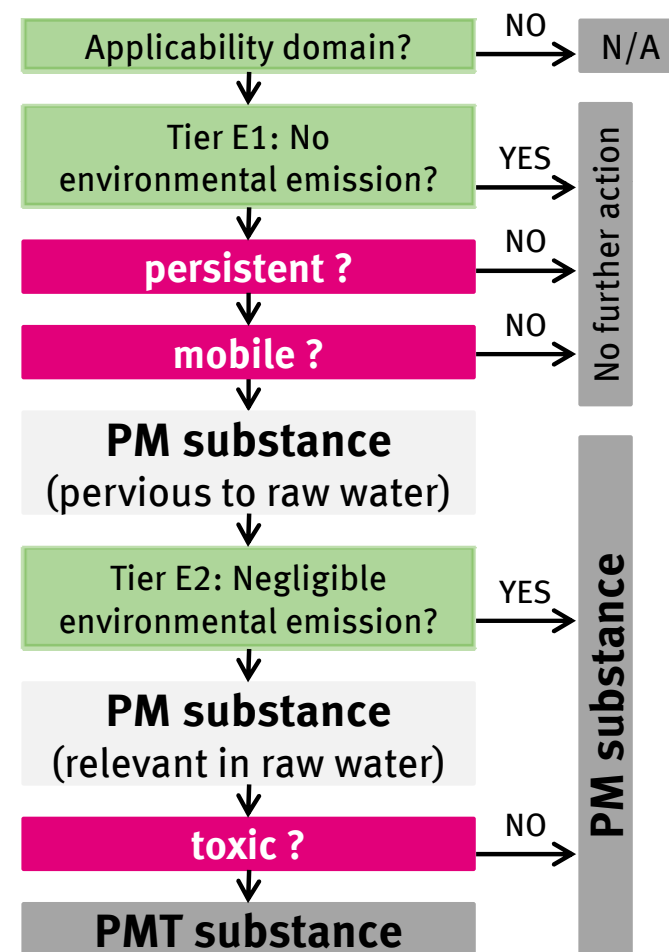 Applicability domain?
NO
N/A
Tier E1: No
environmental emission?
YES
No further action
persistent ?
NO
mobile ?
NO
PM substance
(pervious to raw water)
Tier E2: Negligible
environmental emission?
YES
PM substance
PM substance
(relevant in raw water)
toxic ?
NO
PMT substance